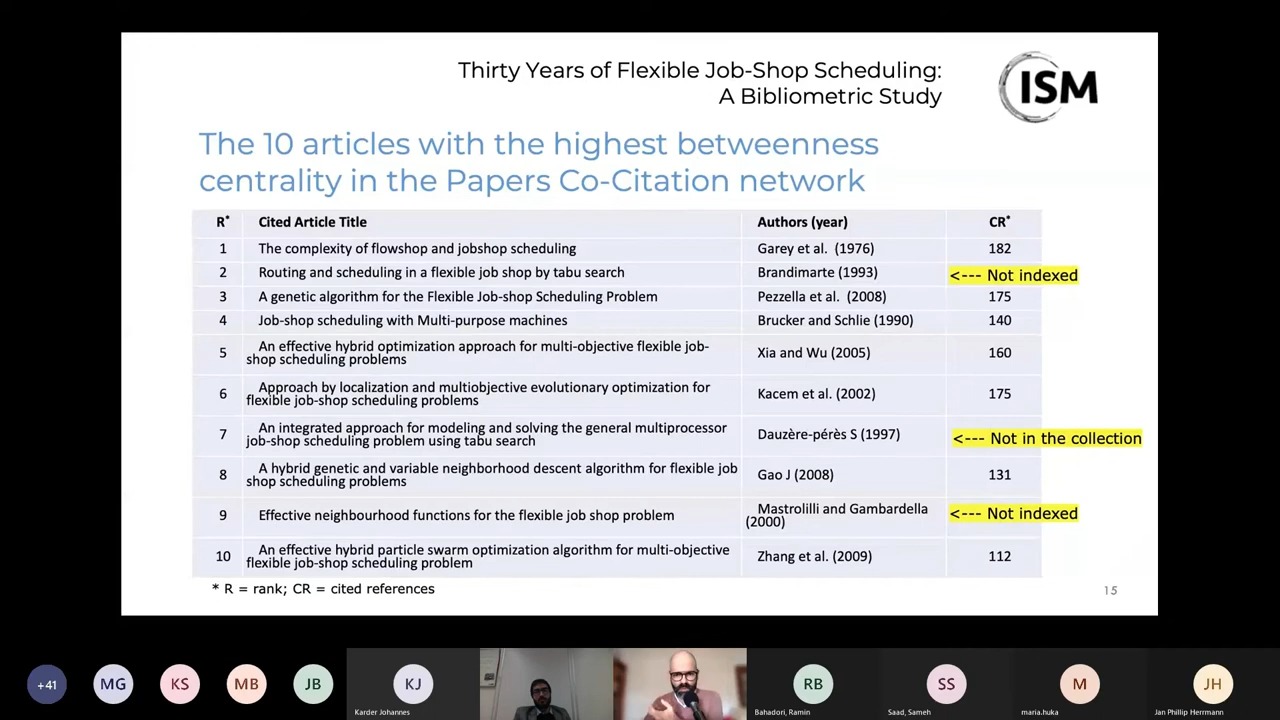 Thirty Years of Flexible Job-Shop Scheduling:
A Bibliometric Study
ISM
The 10 articles with the highest betweenness
centrality in the Papers Co-Citation network
R* Cited Article Title Authors (year) CR*
1 The complexity of flowshop and jobshop scheduling Garey et al. (1976) 182
2 Routing and scheduling in a flexible job shop by tabu search Brandimarte (1993) <--- Not indexed
3 A genetic algorithm for the Flexible Job-shop Scheduling Problem Pezzella et al. (2008) 175
4 Job-shop scheduling with Multi-purpose machines Brucker and Schlie (1990) 140
5 An effective hybrid optimization approach for multi-objective flexible job-
shop scheduling problems Xia and Wu (2005) 160
6 Approach by localization and multiobjective evolutionary optimization for
flexible job-shop scheduling problems Kacem et al. (2002) 175
7 An integrated approach for modeling and solving the general multiprocessor
job-shop scheduling problem using tabu search Dauzère-pérès S (1997) <--- Not in the collection
8 A hybrid genetic and variable neighborhood descent algorithm for flexible job
shop scheduling problems Gao J (2008) 131
9 Effective neighbourhood functions for the flexible job shop problem Mastrolilli and Gambardella
(2000) <--- Not indexed
10 An effective hybrid particle swarm optimization algorithm for multi-objective
flexible job-shop scheduling problem Zhang et al. (2009) 112
* R = rank; CR = cited references
15
+41 MG KS MB JB KJ RB SS M JH
Karder Johannes Bahadori, Ramin Saad, Sameh maria.huka Jan Phillip Herrmann